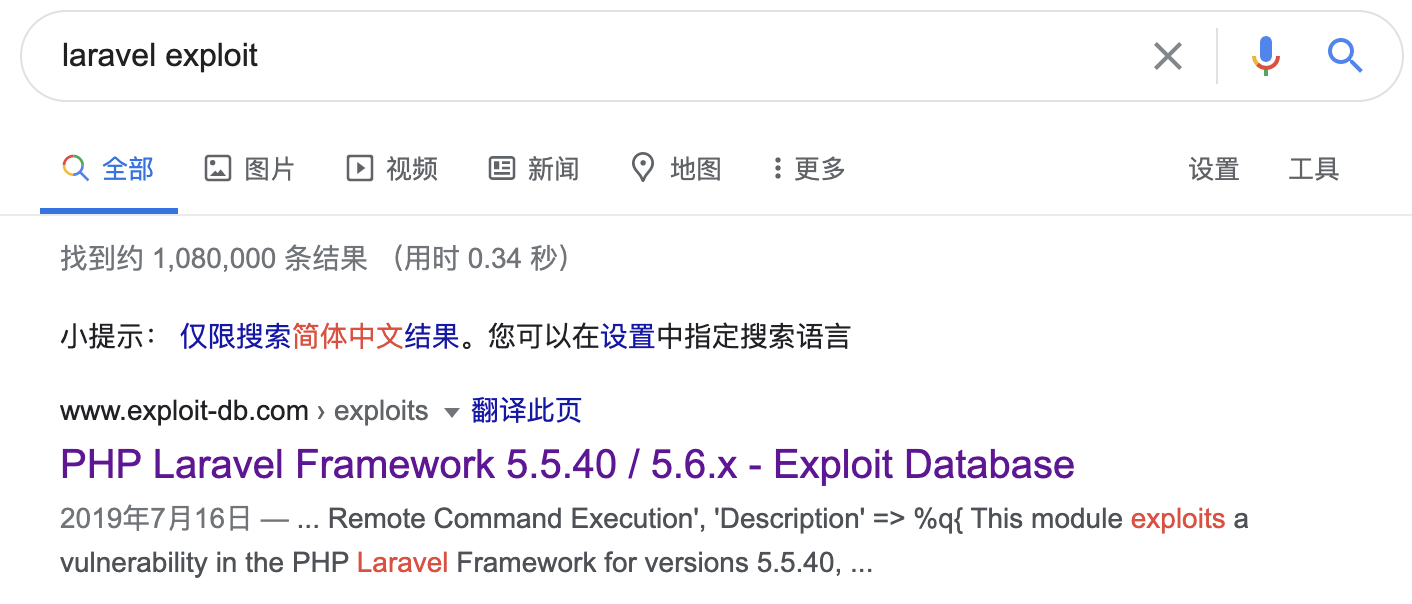 laravel exploit
全部 图片 视频 新闻 地图 更多 设置 工具
找到约 1,080,000 条结果 （用时 0.34 秒）
小提示： 仅限搜索简体中文结果。您可以在设置中指定搜索语言
www.exploit-db.com › exploits 翻译此页
PHP Laravel Framework 5.5.40 / 5.6.x - Exploit Database
2019年7月16日 — ... Remote Command Execution', 'Description' => %q{ This module exploits a
vulnerability in the PHP Laravel Framework for versions 5.5.40, ...